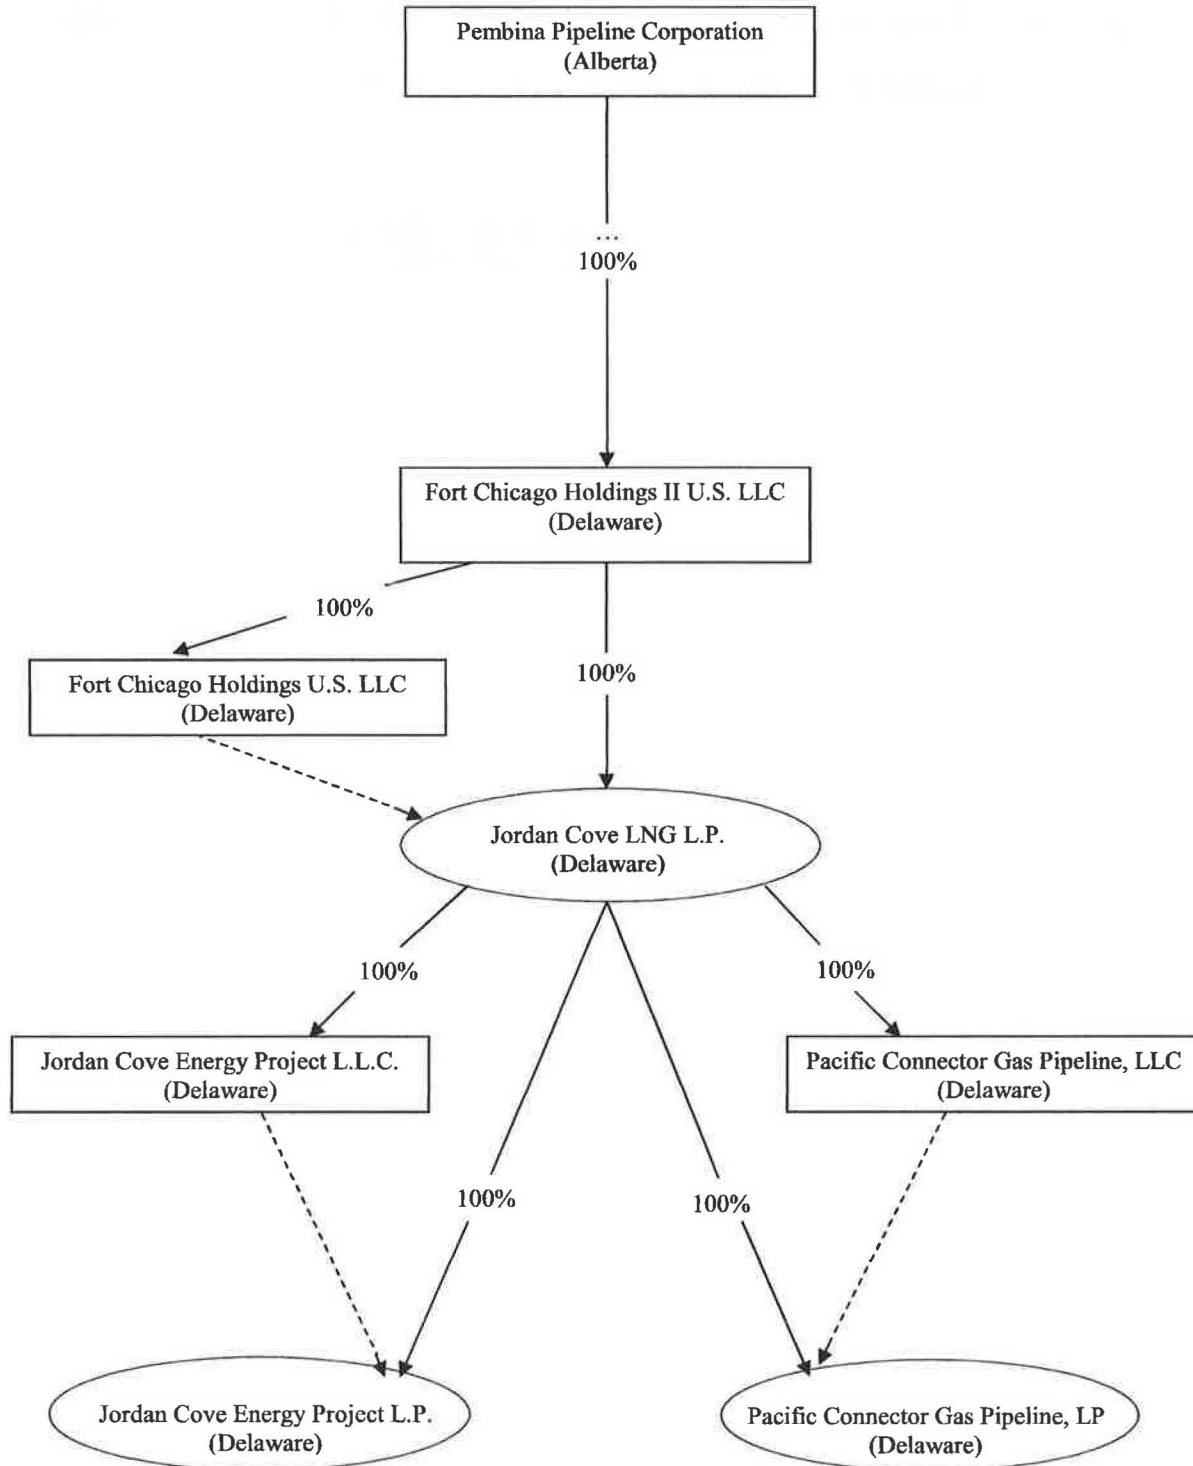 Pembina Pipeline Corporation
(Alberta)
...
100%
Fort Chicago Holdings II U.S. LLC
(Delaware)
100%
Fort Chicago Holdings U.S. LLC
(Delaware)
100%
Jordan Cove LNG L.P.
(Delaware)
100%
100%
Jordan Cove Energy Project L.L.C.
(Delaware)
Pacific Connector Gas Pipeline, LLC
(Delaware)
100%
100%
Jordan Cove Energy Project L.P.
(Delaware)
Pacific Connector Gas Pipeline, LP
(Delaware)